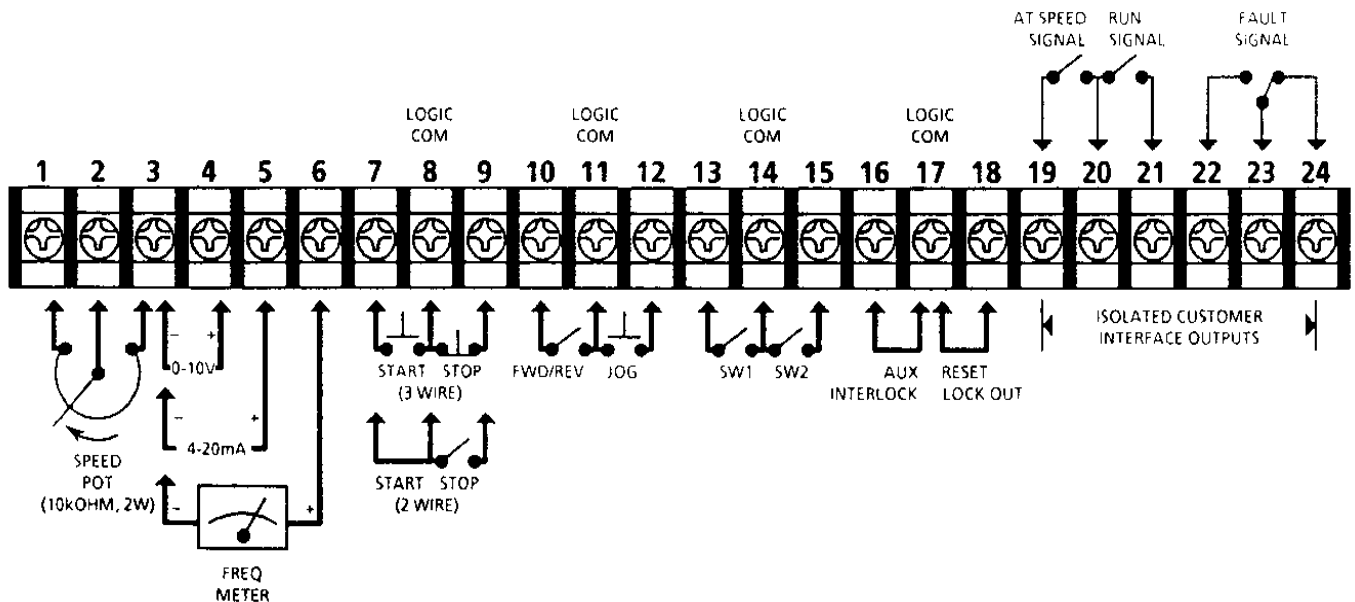 AT SPEED
SIGNAL
RUN
SIGNAL
FAULT
SIGNAL
LOGIC
COM
LOGIC
COM
LOGIC
COM
LOGIC
COM
1 2 3 4 5 6 7 8 9 10 11 12 13 14 15 16 17 18 19 20 21 22 23 24
- +
0-10V
- +
4-20mA
SPEED
POT
(10kOHM, 2W)
- +
FREQ
METER
START STOP
(3 WIRE)
START STOP
(2 WIRE)
FWD/REV JOG
SW1 SW2
AUX
INTERLOCK
RESET
LOCK OUT
ISOLATED CUSTOMER
INTERFACE OUTPUTS